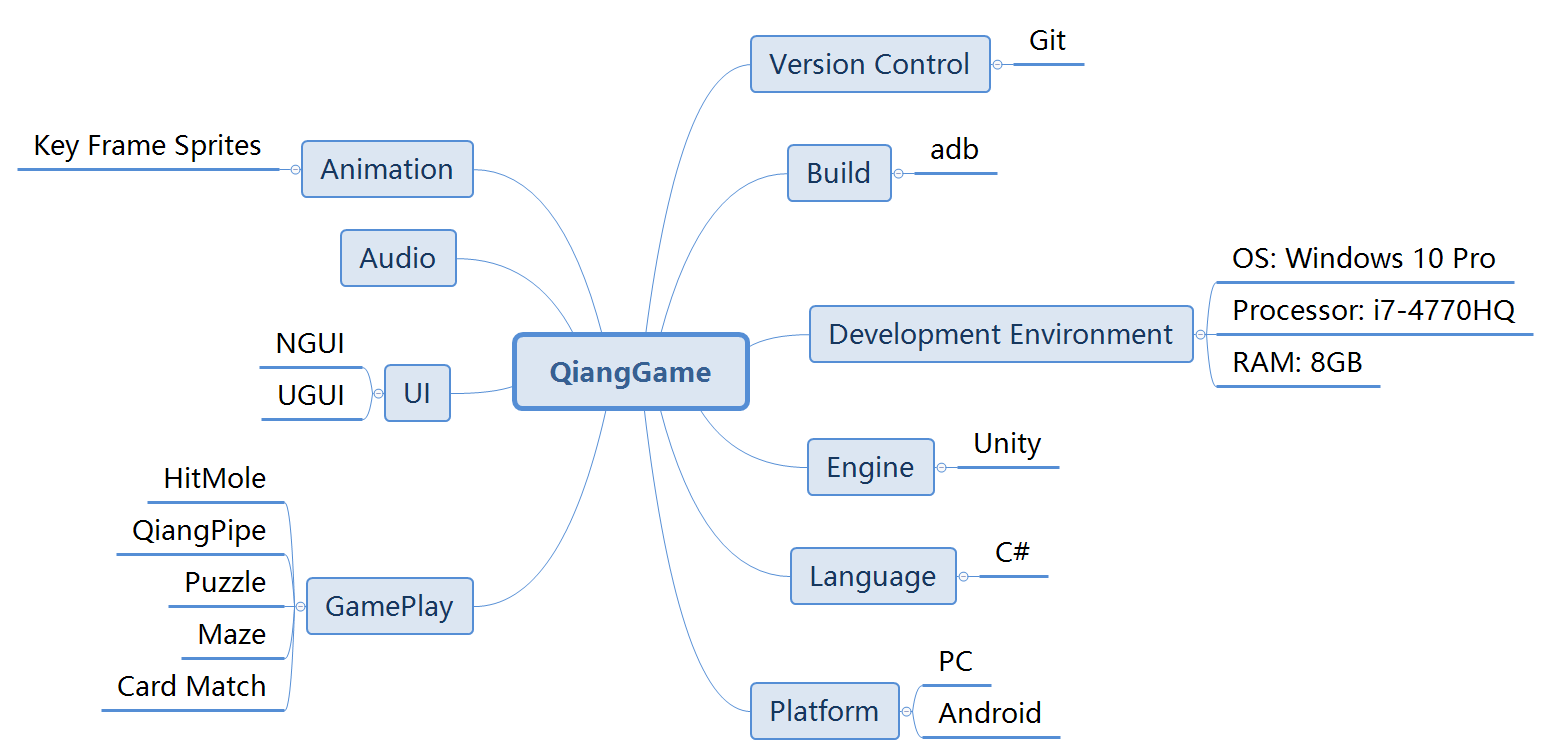 QiangGame
Version Control
Git
Build
adb
Development Environment
OS: Windows 10 Pro
Processor: i7-4770HQ
RAM: 8GB
Engine
Unity
Language
C#
Platform
PC
Android
Animation
Key Frame Sprites
Audio
UI
NGUI
UGUI
GamePlay
HitMole
QiangPipe
Puzzle
Maze
Card Match